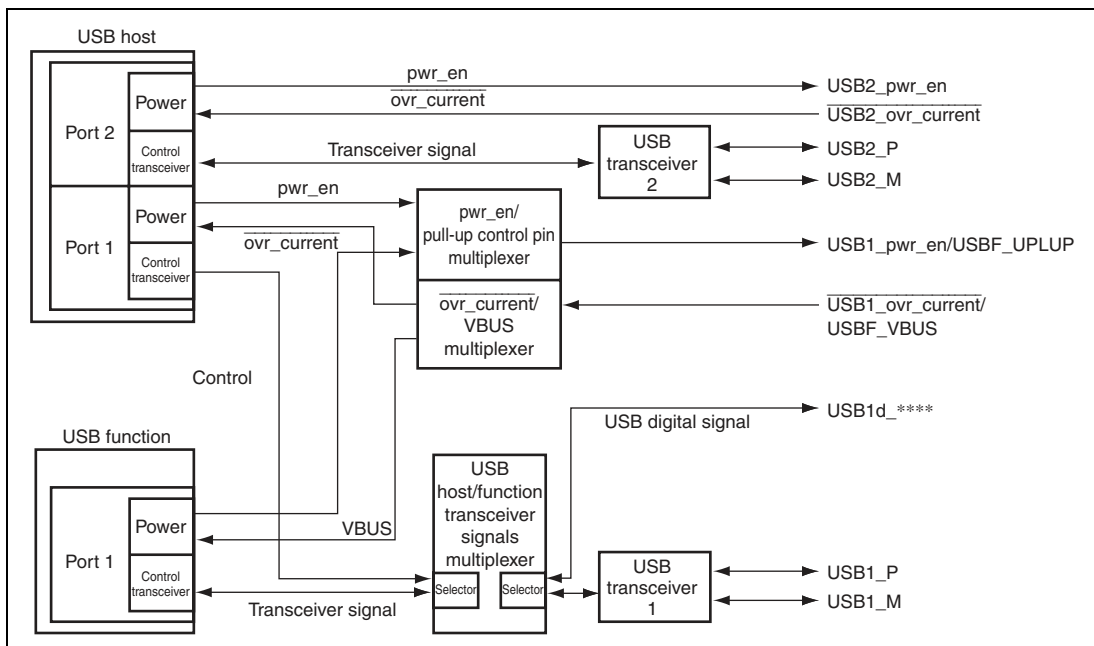 USB host
Port 2
Power
Control
transceiver
pwr_en
ovr_current
Transceiver signal
USB
transceiver
2
USB2_pwr_en
USB2_ovr_current
USB2_P
USB2_M
Port 1
Power
Control
transceiver
pwr_en
ovr_current
pwr_en/
pull-up control pin
multiplexer
ovr_current/
VBUS
multiplexer
USB1_pwr_en/USBF_UPLUP
USB1_ovr_current/
USBF_VBUS
Control
USB digital signal
USB1d_****
USB function
Port 1
Power
Control
transceiver
VBUS
Transceiver signal
USB
host/function
transceiver
signals
multiplexer
Selector
Selector
USB
transceiver
1
USB1_P
USB1_M